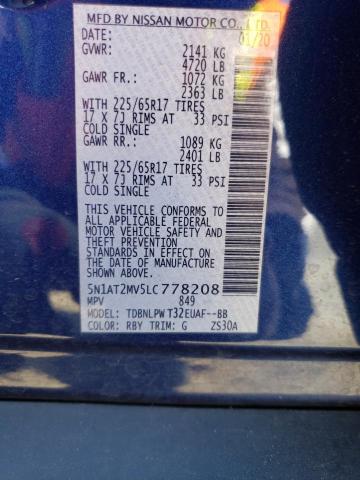 MFD BY NISSAN MOTOR CO., LTD.
DATE: 01/20
GVWR: 2141 KG
4720 LB
GAWR FR.: 1072 KG
2363 LB
WITH 225/65R17 TIRES
17 X 7J RIMS AT 33 PSI
COLD SINGLE
GAWR RR.: 1089 KG
2401 LB
WITH 225/65R17 TIRES
17 X 7J RIMS AT 33 PSI
COLD SINGLE
THIS VEHICLE CONFORMS TO
ALL APPLICABLE FEDERAL
MOTOR VEHICLE SAFETY AND
THEFT PREVENTION
STANDARDS IN EFFECT ON
THE DATE OF MANUFACTURE
SHOWN ABOVE.
5N1AT2MV5LC778208
MPV 849
MODEL: TDBNLPW T32EUAF--BB
COLOR: RBY TRIM: G ZS30A